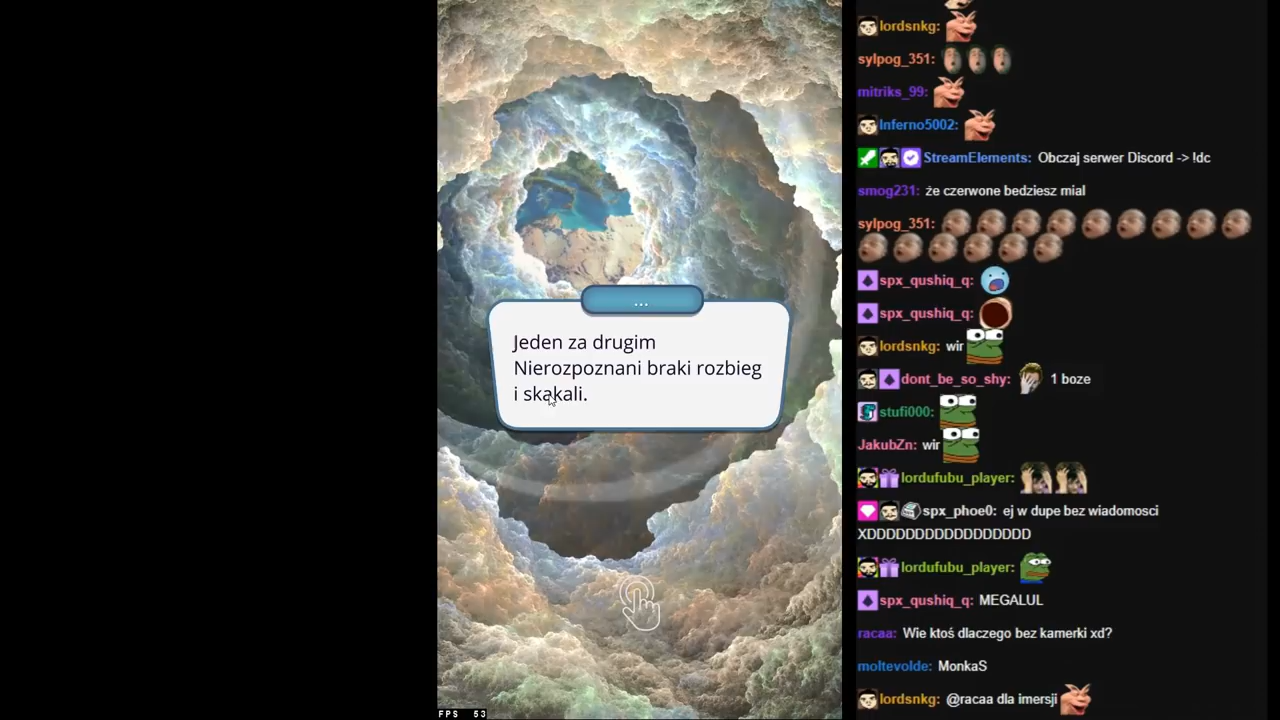 ...
Jeden za drugim
Nierozpoznani braki rozbieg
i skąkali.
FPS 53
lordsnkg:
sylpog_351:
mitriks_99:
Inferno5002:
StreamElements: Obczaj serwer Discord -> !dc
smog231: że czerwone bedziesz mial
sylpog_351:
spx_qushiq_q:
spx_qushiq_q:
lordsnkg: wir
dont_be_so_shy: 1 boze
stufi000:
JakubZn: wir
lordufubu_player:
spx_phoe0: ej w dupe bez wiadomosci
XDDDDDDDDDDDDDDDDD
lordufubu_player:
spx_qushiq_q: MEGALUL
racaa: Wie ktoś dlaczego bez kamerki xd?
moltevolde: MonkaS
lordsnkg: @racaa dla imersji